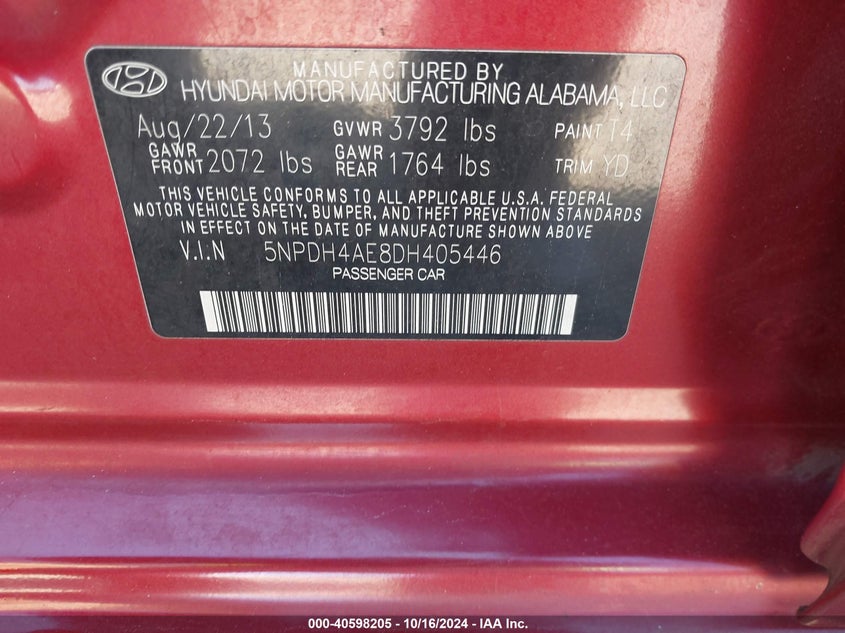 MANUFACTURED BY
HYUNDAI MOTOR MANUFACTURING ALABAMA, LLC
Aug/22/13 GVWR 3792 lbs PAINT T4
GAWR FRONT 2072 lbs GAWR REAR 1764 lbs TRIM YD
THIS VEHICLE CONFORMS TO ALL APPLICABLE U.S.A. FEDERAL
MOTOR VEHICLE SAFETY, BUMPER, AND THEFT PREVENTION STANDARDS
IN EFFECT ON THE DATE OF MANUFACTURE SHOWN ABOVE.
V.I.N 5NPDH4AE8DH405446
PASSENGER CAR
000-40598205 - 10/16/2024 - IAA Inc.